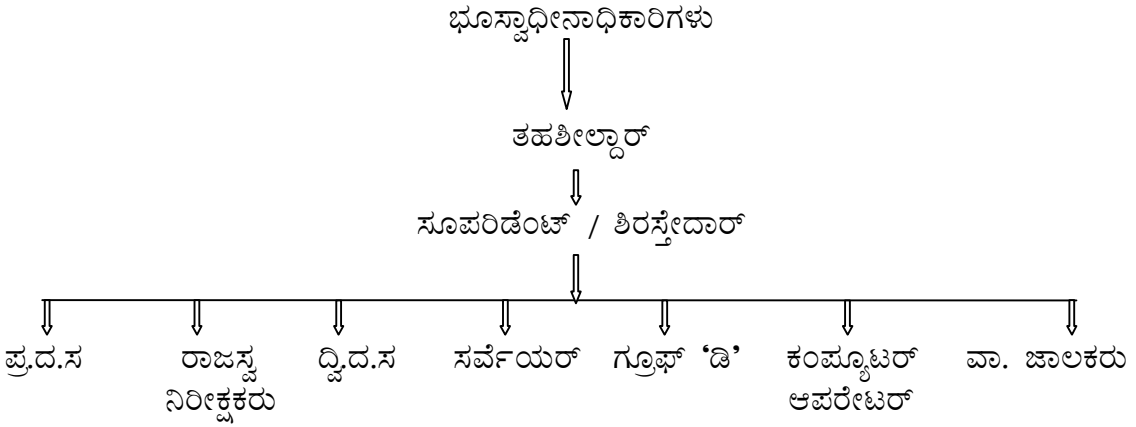 ಭೂಸ್ವಾಧೀನಾಧಿಕಾರಿಗಳು
ತಹಶೀಲ್ದಾರ್
ಸೂಪರಿಡೆಂಟ್ / ಶಿರಸ್ತೇದಾರ್
ಪ್ರ.ದ.ಸ ರಾಜಸ್ವ ದ್ವಿ.ದ.ಸ ಸರ್ವೆಯರ್ ಗ್ರೂಫ್ ‘ಡಿ’ ಕಂಪ್ಯೂಟರ್ ವಾ. ಜಾಲಕರು
ನಿರೀಕ್ಷಕರು ಆಪರೇಟರ್